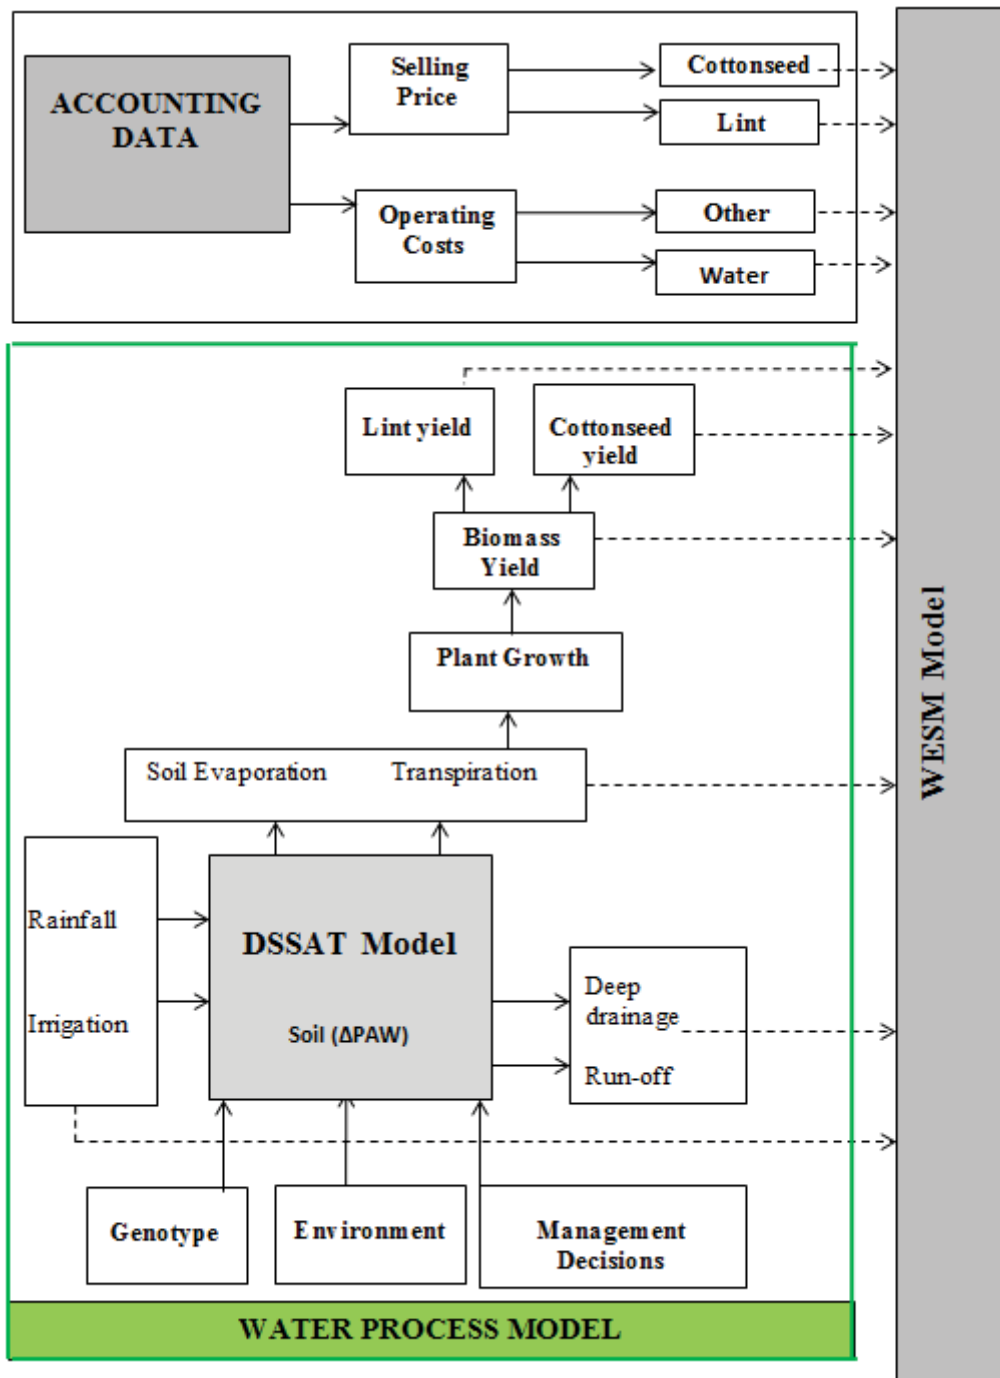 ACCOUNTING
DATA
Selling
Price
Cottonseed
Lint
Operating
Costs
Other
Water
Lint yield
Cottonseed
yield
Biomass
Yield
Plant Growth
Soil Evaporation
Transpiration
Rainfall
Irrigation
DSSAT Model
Soil (ΔPAW)
Deep
drainage
Run-off
Genotype
Environment
Management
Decisions
WATER PROCESS MODEL
WESM Model